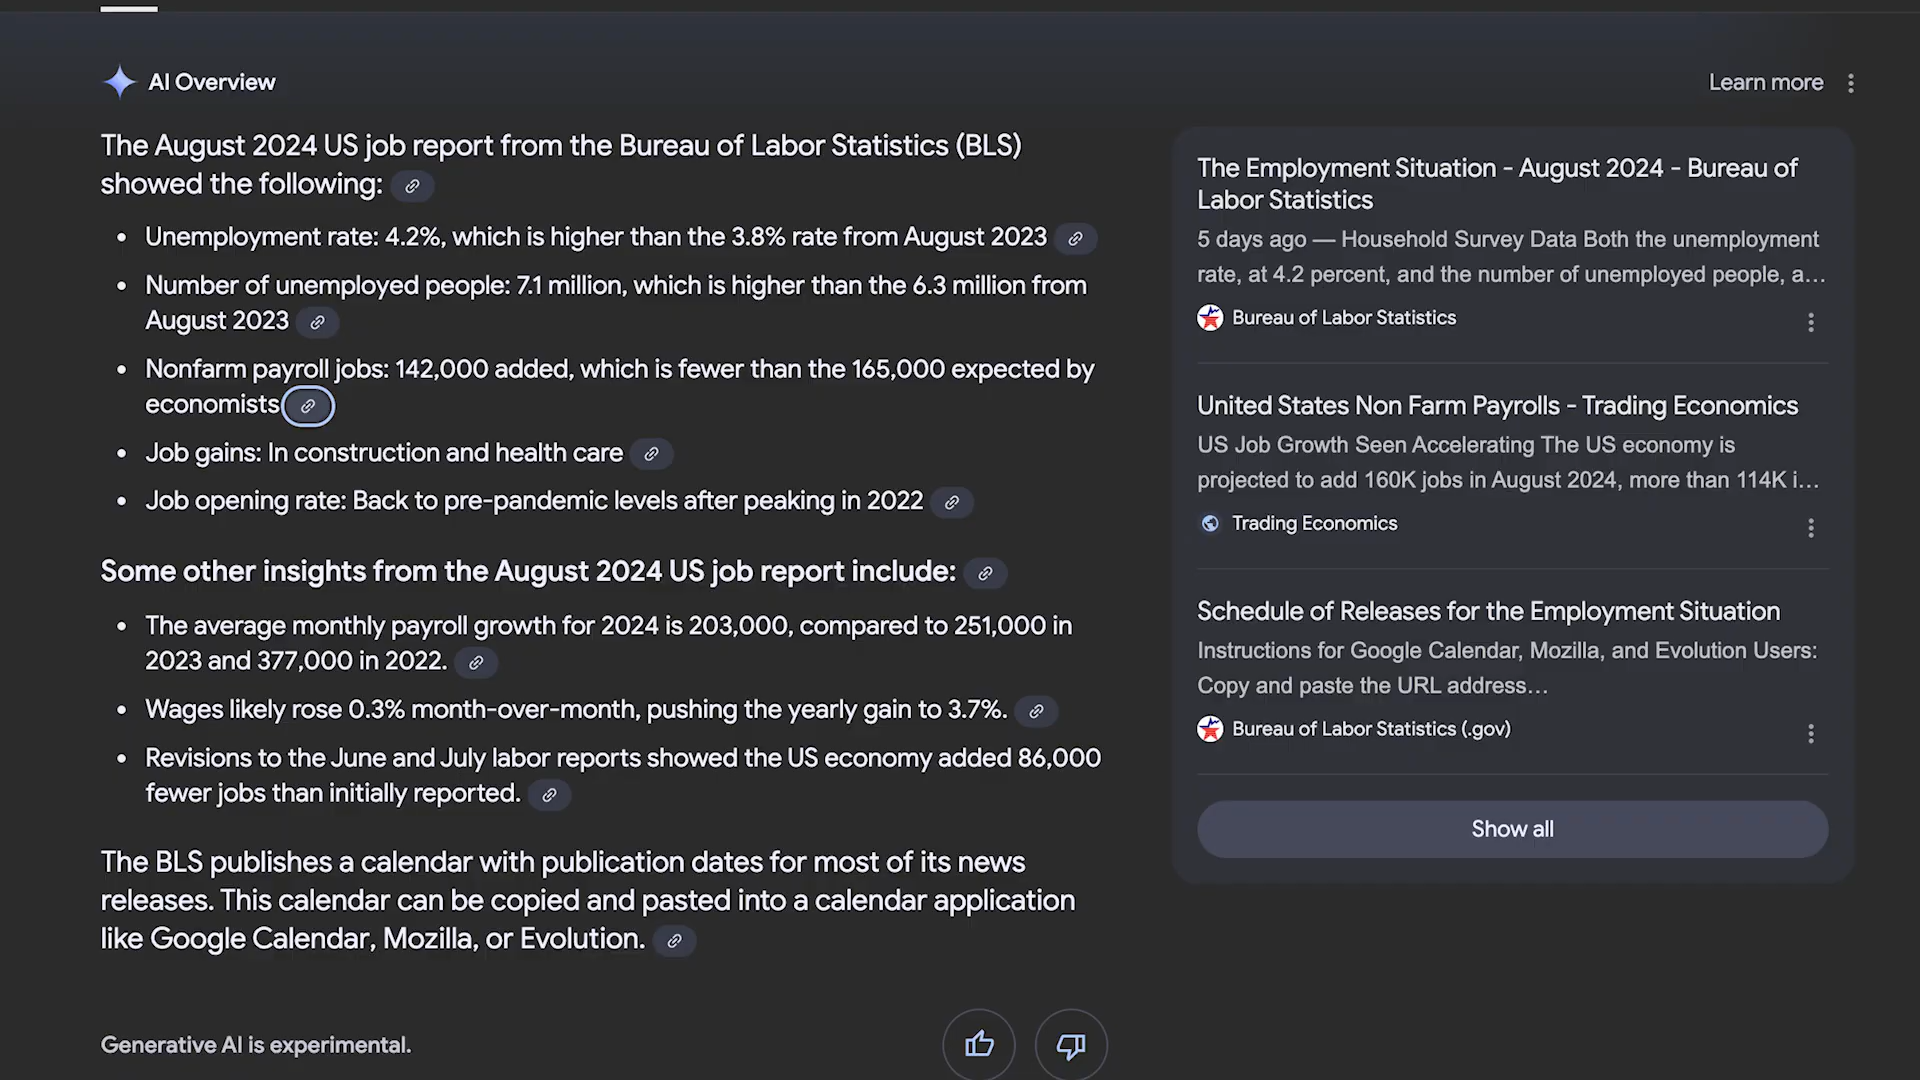 AI Overview
Learn more
The August 2024 US job report from the Bureau of Labor Statistics (BLS)
showed the following:
• Unemployment rate: 4.2%, which is higher than the 3.8% rate from August 2023
• Number of unemployed people: 7.1 million, which is higher than the 6.3 million from
August 2023
• Nonfarm payroll jobs: 142,000 added, which is fewer than the 165,000 expected by
economists
• Job gains: In construction and health care
• Job opening rate: Back to pre-pandemic levels after peaking in 2022
Some other insights from the August 2024 US job report include:
• The average monthly payroll growth for 2024 is 203,000, compared to 251,000 in
2023 and 377,000 in 2022.
• Wages likely rose 0.3% month-over-month, pushing the yearly gain to 3.7%.
• Revisions to the June and July labor reports showed the US economy added 86,000
fewer jobs than initially reported.
The BLS publishes a calendar with publication dates for most of its news
releases. This calendar can be copied and pasted into a calendar application
like Google Calendar, Mozilla, or Evolution.
Generative AI is experimental.
The Employment Situation - August 2024 - Bureau of
Labor Statistics
5 days ago — Household Survey Data Both the unemployment
rate, at 4.2 percent, and the number of unemployed people, a...
Bureau of Labor Statistics
United States Non Farm Payrolls - Trading Economics
US Job Growth Seen Accelerating The US economy is
projected to add 160K jobs in August 2024, more than 114K i...
Trading Economics
Schedule of Releases for the Employment Situation
Instructions for Google Calendar, Mozilla, and Evolution Users:
Copy and paste the URL address...
Bureau of Labor Statistics (.gov)
Show all